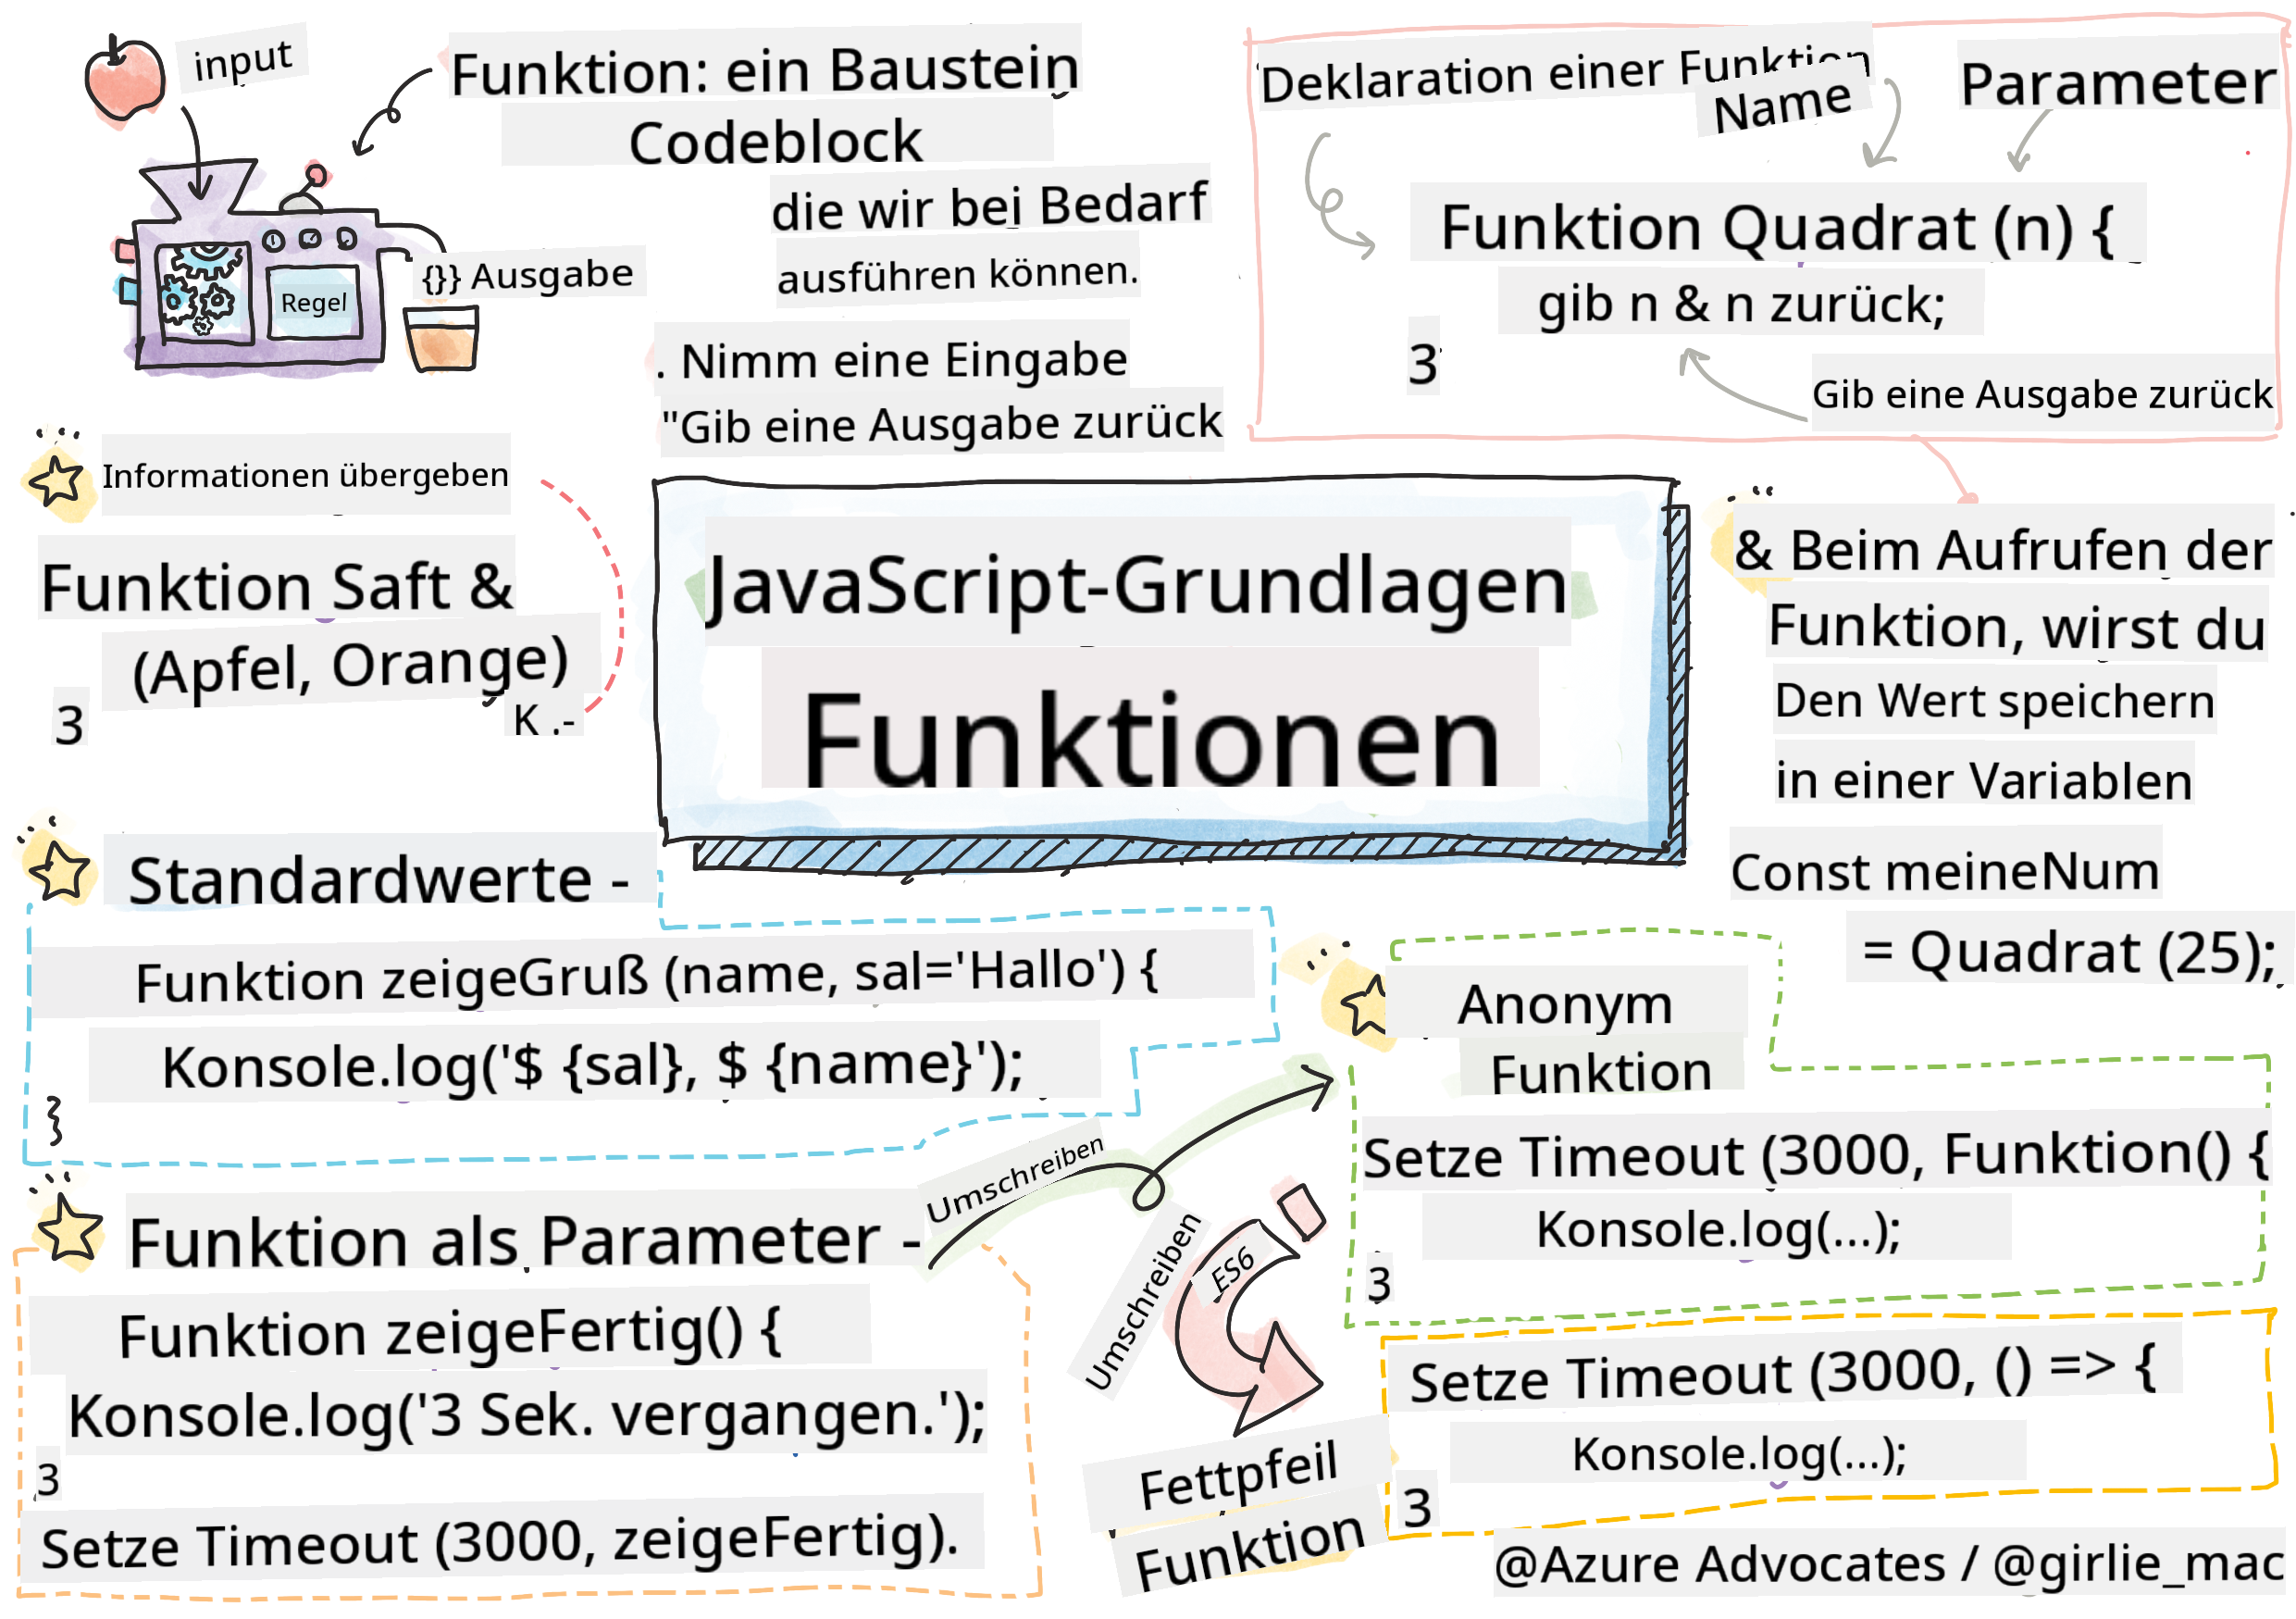 input
Funktion: ein Baustein
Codeblock
die wir bei Bedarf
ausführen können.
{}} Ausgabe
Regel
. Nimm eine Eingabe
"Gib eine Ausgabe zurück
Deklaration einer Funktion
Name
Parameter
Funktion Quadrat (n) {
gib n & n zurück;
3
Gib eine Ausgabe zurück
Informationen übergeben
Funktion Saft &
(Apfel, Orange)
3
K .-
JavaScript-Grundlagen
Funktionen
& Beim Aufrufen der
Funktion, wirst du
Den Wert speichern
in einer Variablen
Const meineNum
= Quadrat (25);
Standardwerte -
Funktion zeigeGruß (name, sal='Hallo') {
Konsole.log('$ {sal}, $ {name}');
}
Funktion als Parameter -
Funktion zeigeFertig() {
Konsole.log('3 Sek. vergangen.');
3
Setze Timeout (3000, zeigeFertig).
Umschreiben
Anonym
Funktion
Setze Timeout (3000, Funktion() {
Konsole.log(...);
3
Umschreiben
ES6
Fettpfeil
Funktion
Setze Timeout (3000, () => {
Konsole.log(...);
3
@Azure Advocates / @girlie_mac